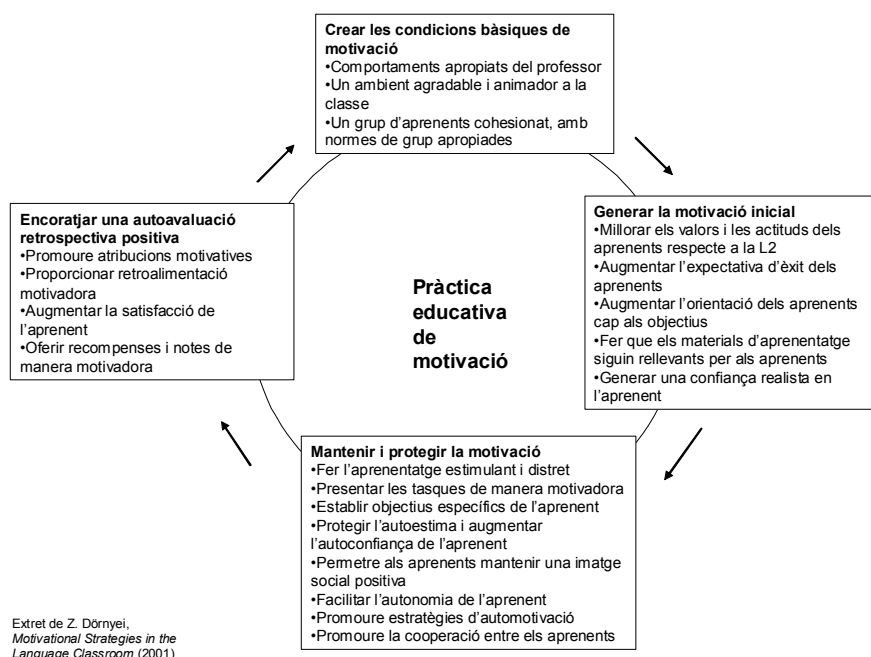 Crear les condicions bàsiques de
motivació
•Comportaments apropiats del professor
•Un ambient agradable i animador a la
classe
•Un grup d'aprenents cohesionat, amb
normes de grup apropiades
Generar la motivació inicial
•Millorar els valors i les actituds dels
aprenents respecte a la L2
•Augmentar l'expectativa d'èxit dels
aprenents
•Augmentar l'orientació dels aprenents
cap als objectius
•Fer que els materials d'aprenentatge
siguin rellevants per als aprenents
•Generar una confiança realista en
l'aprenent
Encoratjar una autoavaluació
retrospectiva positiva
•Promoure atribucions motivatives
•Proporcionar retroalimentació
motivadora
•Augmentar la satisfacció de
l'aprenent
•Oferir recompenses i notes de
manera motivadora
Pràctica
educativa
de
motivació
Mantenir i protegir la motivació
•Fer l'aprenentatge estimulant i distret
•Presentar les tasques de manera motivadora
•Establir objectius específics de l'aprenent
•Protegir l'autoestima i augmentar
l'autoconfiança de l'aprenent
•Permetre als aprenents mantenir una imatge
social positiva
•Facilitar l'autonomia de l'aprenent
•Promoure estratègies d'automotivació
•Promoure la cooperació entre els aprenents
Extret de Z. Dörnyei,
Motivational Strategies in the
Language Classroom (2001)